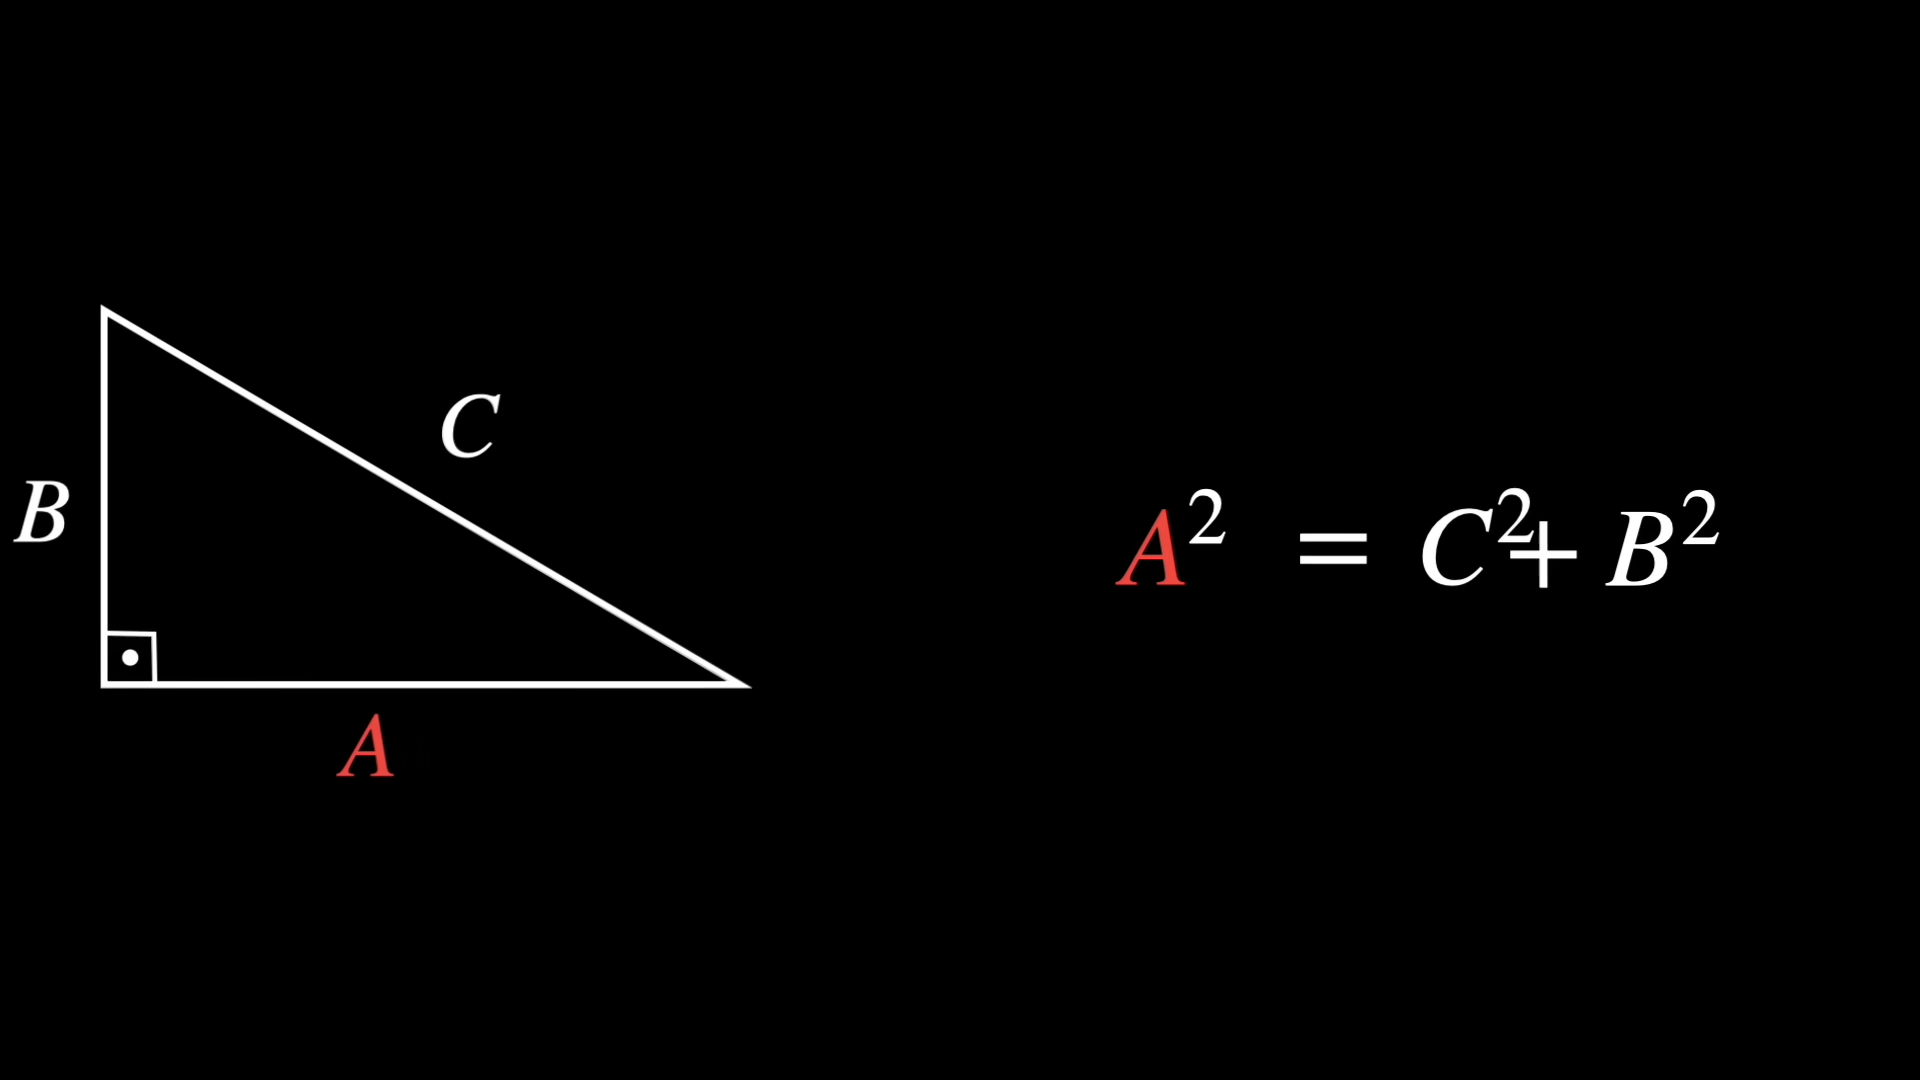 C
B
A
A² = C²+ B²